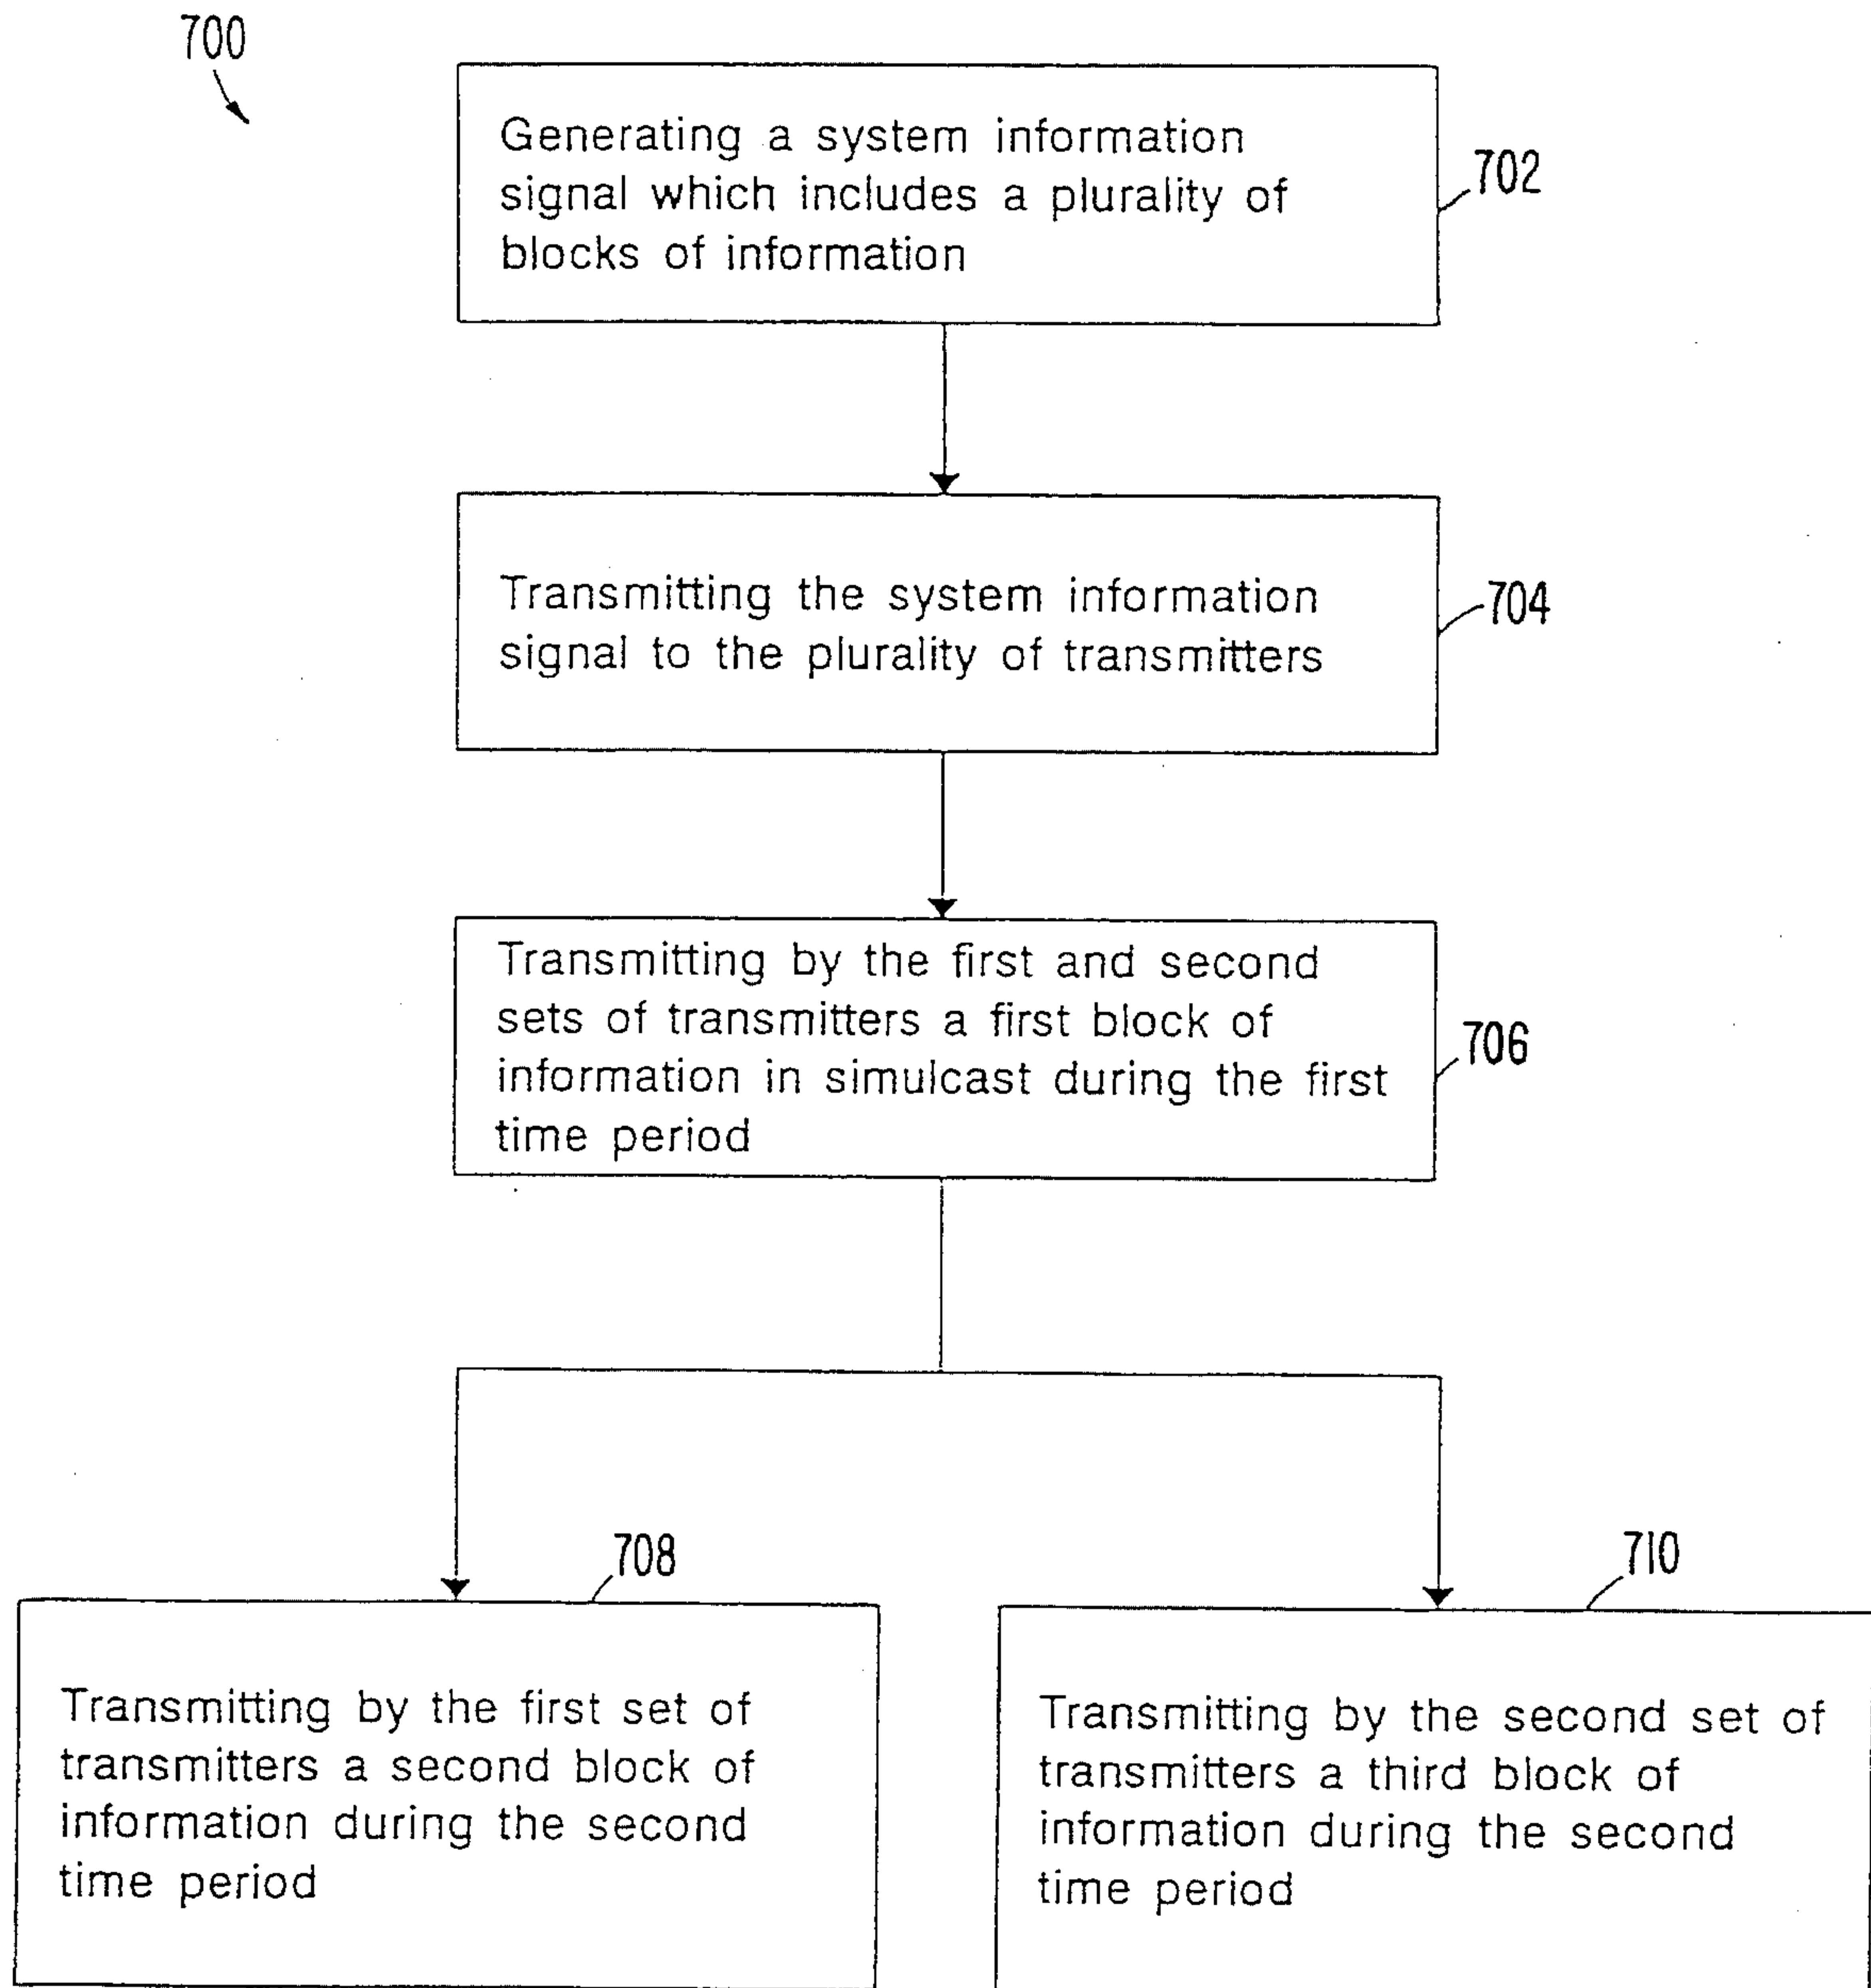 700
Generating a system information
signal which includes a plurality of
blocks of information
702
Transmitting the system information
signal to the plurality of transmitters
704
Transmitting by the first and second
sets of transmitters a first block of
information in simulcast during the first
time period
706
708
Transmitting by the first set of
transmitters a second block of
information during the second
time period
710
Transmitting by the second set of
transmitters a third block of
information during the second
time period